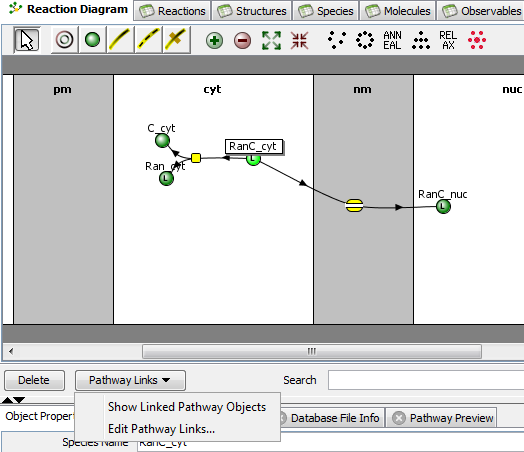 Reaction Diagram Reactions Structures Species Molecules Observables
ANN EAL REL AX
pm cyt nm nuc
C_cyt
RanC_cyt
Ran_cyt
RanC_nuc
L
L
L
Delete Pathway Links Search
Show Linked Pathway Objects
Edit Pathway Links...
Object Propert Database File Info Pathway Preview
Species Name RanC_cyt